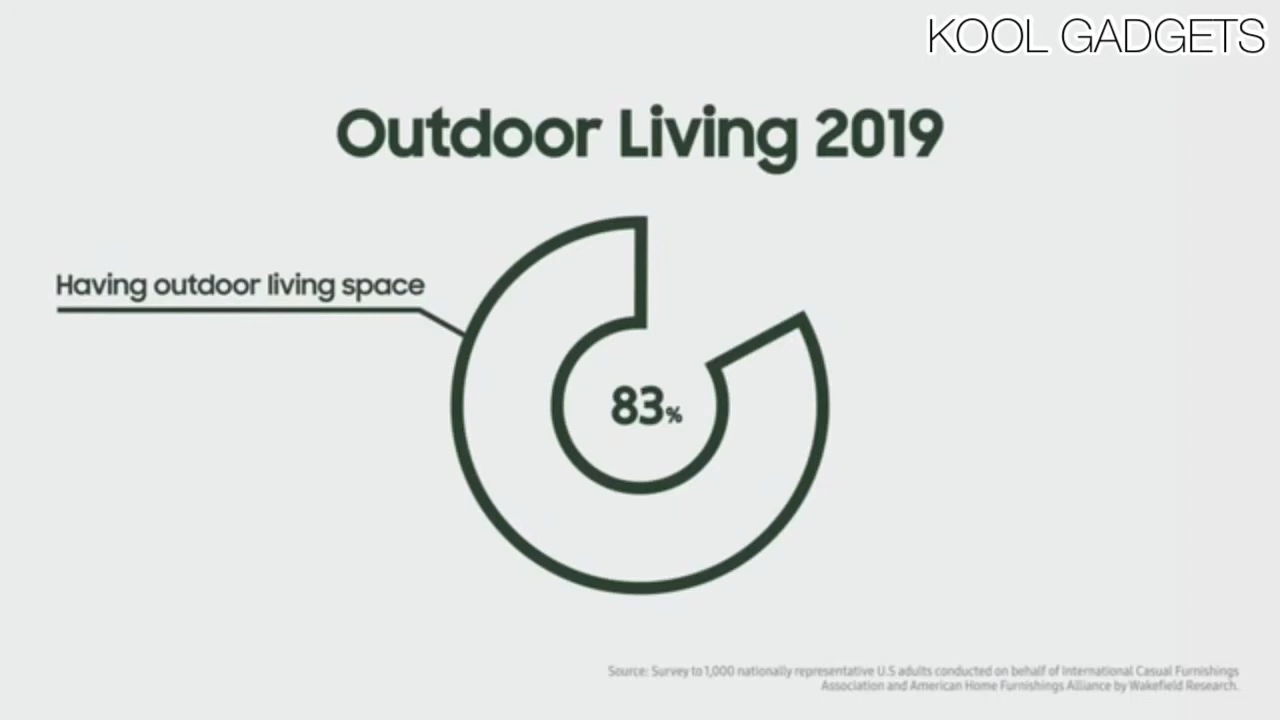 KOOL GADGETS
Outdoor Living 2019
Having outdoor living space
83%
Source: Survey to 1,000 nationally representative U.S adults conducted on behalf of International Casual Furnishings
Association and American Home Furnishings Alliance by Wakefield Research.